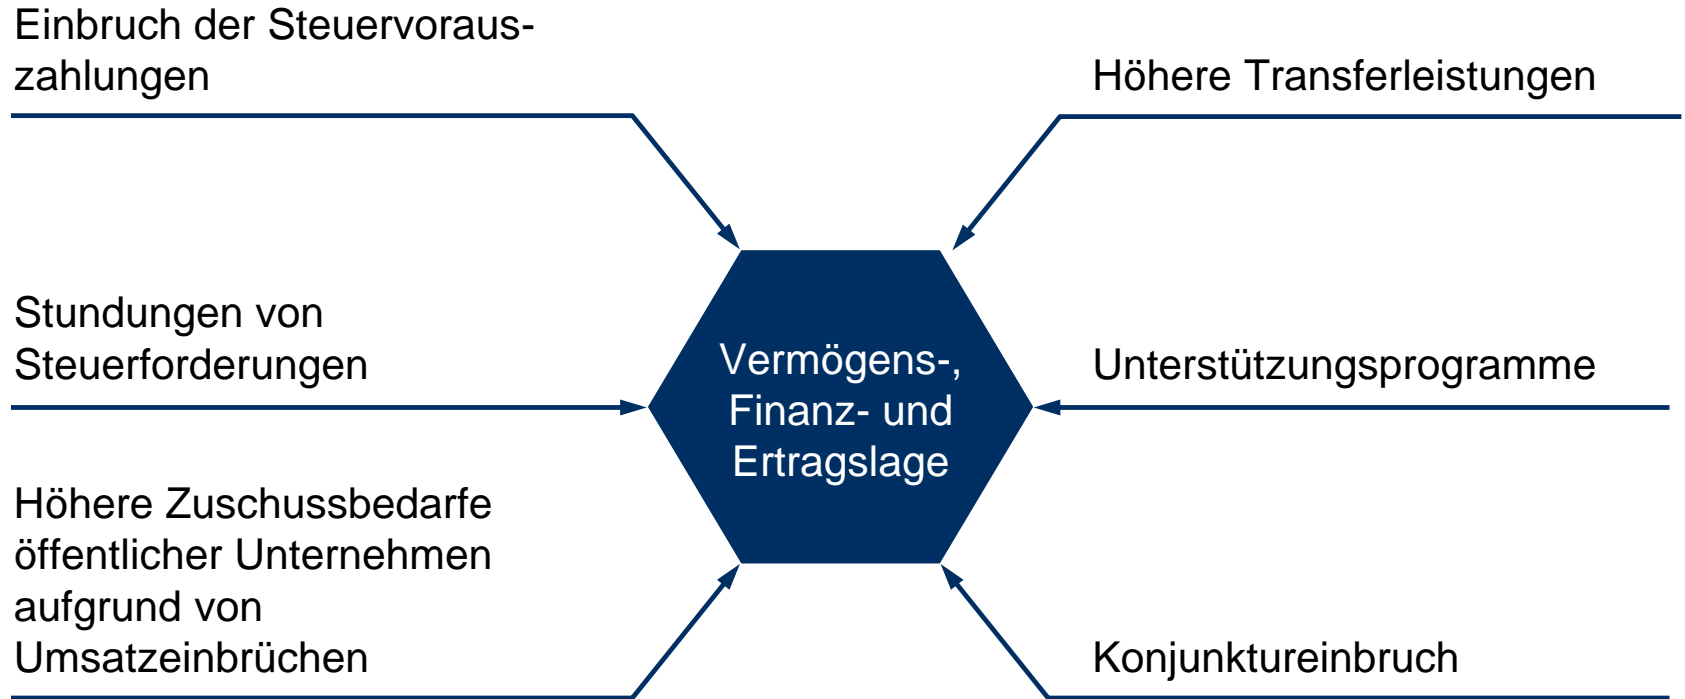 Einbruch der Steuervoraus-
zahlungen
Höhere Transferleistungen
Stundungen von
Steuerforderungen
Vermögens-,
Finanz- und
Ertragslage
Unterstützungsprogramme
Höhere Zuschussbedarfe
öffentlicher Unternehmen
aufgrund von
Umsatzeinbrüchen
Konjunktureinbruch